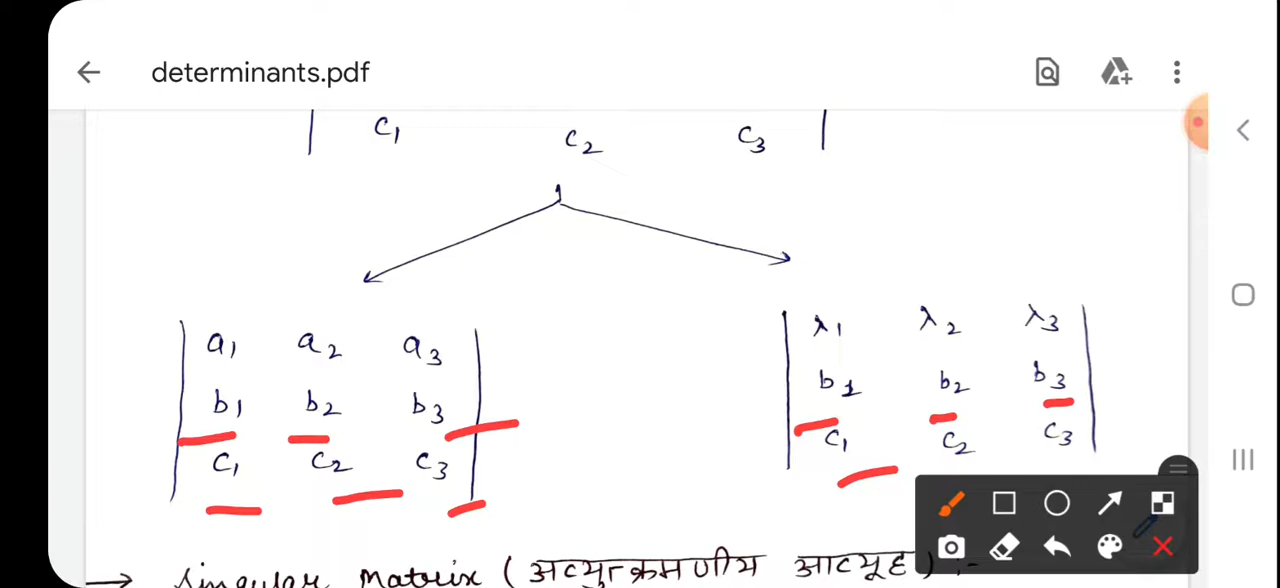 determinants.pdf
c1 c2 c3
a1 a2 a3
b1 b2 b3
c1 c2 c3
λ1 λ2 λ3
b1 b2 b3
c1 c2 c3
→ Singular Matrix (अव्युत्क्रमणीय आव्यूह) :-